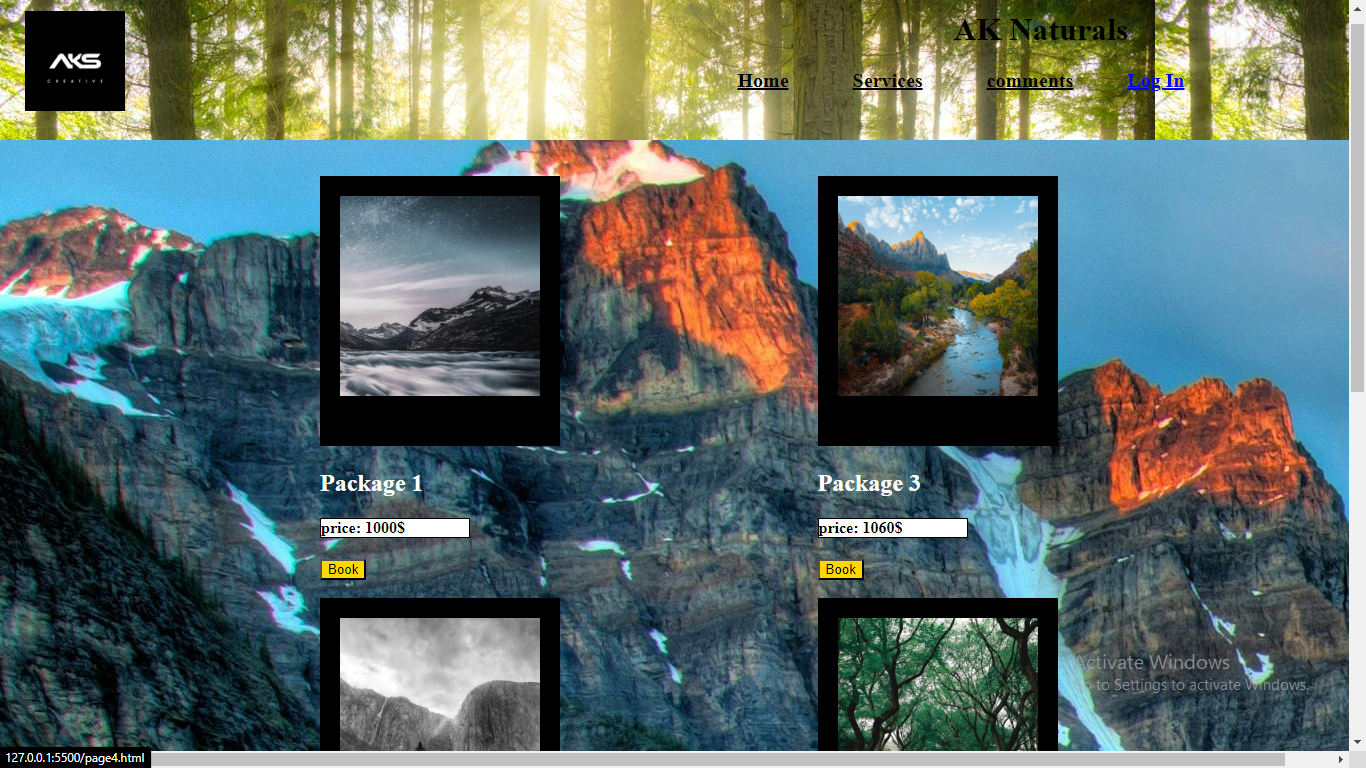 AK Naturals
AKS
CREATIVE
Home Services comments Log In
Package 1
price: 1000$
Book
Package 3
price: 1060$
Book
Activate Windows
Go to Settings to activate Windows.
127.0.0.1:5500/page4.html